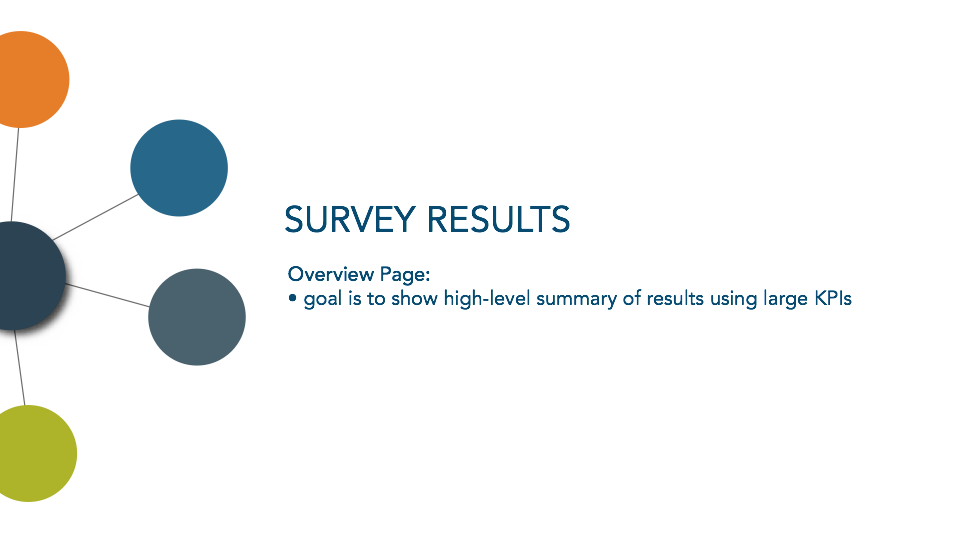 SURVEY RESULTS
Overview Page:
• goal is to show high-level summary of results using large KPIs